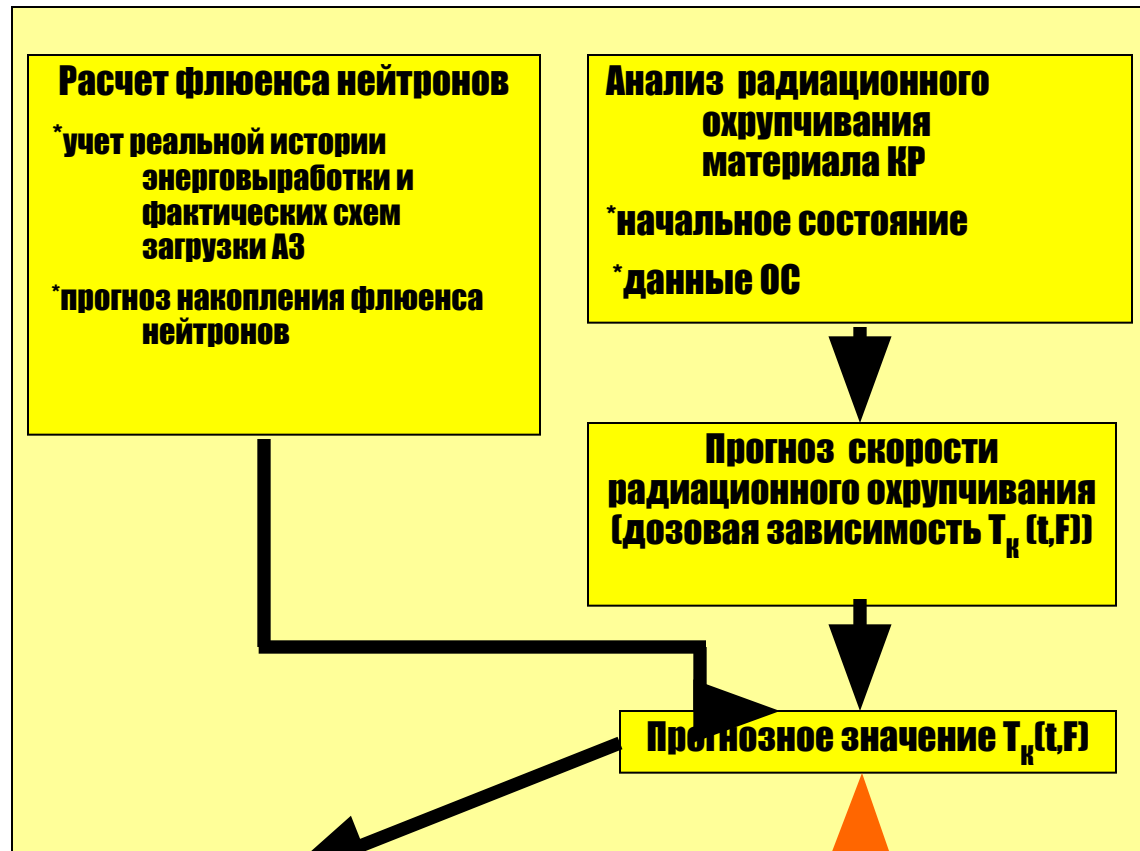 Расчет флюенса нейтронов
*учет реальной истории
энерговыработки и
фактических схем
загрузки АЗ
*прогноз накопления флюенса
нейтронов
Анализ радиационного
охрупчивания
материала КР
*начальное состояние
*данные ОС
Прогноз скорости
радиационного охрупчивания
(дозовая зависимость Tк (t,F))
Прогнозное значение Tк(t,F)